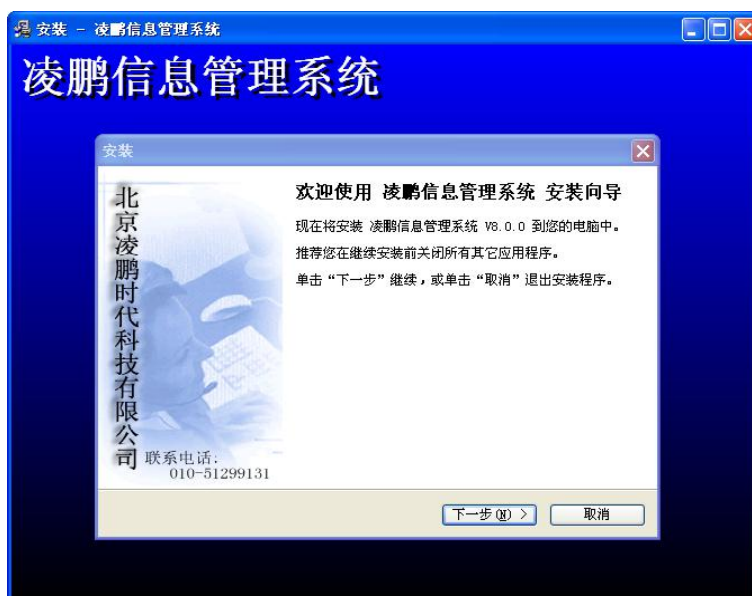 安装 - 凌鹏信息管理系统
凌鹏信息管理系统
安装
北京凌鹏时代科技有限公司
联系电话:
010-51299131
欢迎使用 凌鹏信息管理系统 安装向导
现在将安装 凌鹏信息管理系统 V8.0.0 到您的电脑中。
推荐您在继续安装前关闭所有其它应用程序。
单击“下一步”继续，或单击“取消”退出安装程序。
下一步(N) >
取消